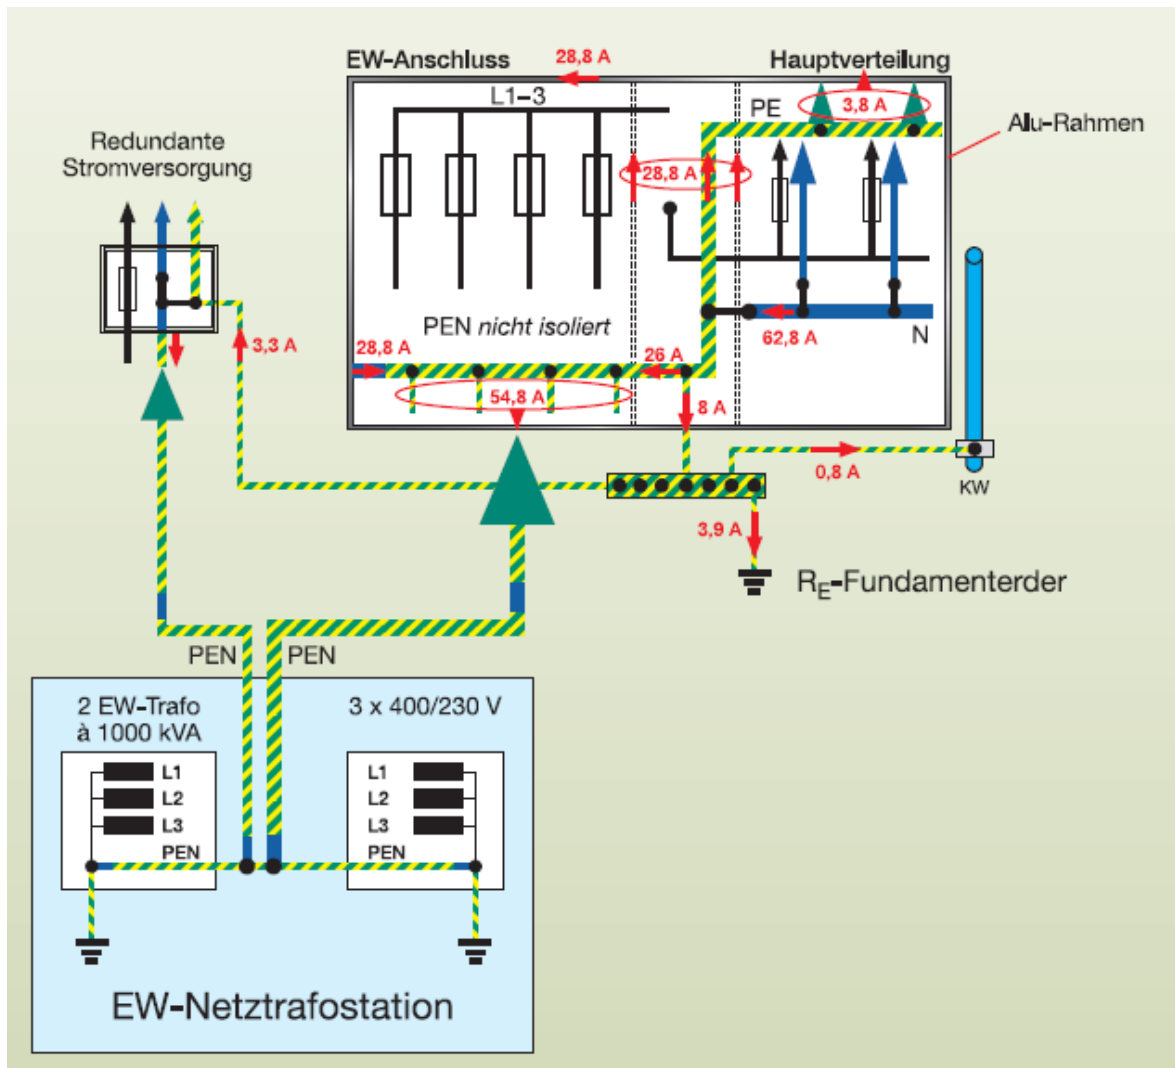 EW-Anschluss
28,8 A
Hauptverteilung
L1–3
PE
3,8 A
Alu-Rahmen
Redundante
Stromversorgung
28,8 A
3,3 A
PEN nicht isoliert
28,8 A
26 A
62,8 A
N
54,8 A
8 A
0,8 A
KW
3,9 A
RE-Fundamenterder
PEN
PEN
2 EW-Trafo
à 1000 kVA
3 x 400/230 V
L1
L2
L3
PEN
L1
L2
L3
PEN
EW-Netztrafostation